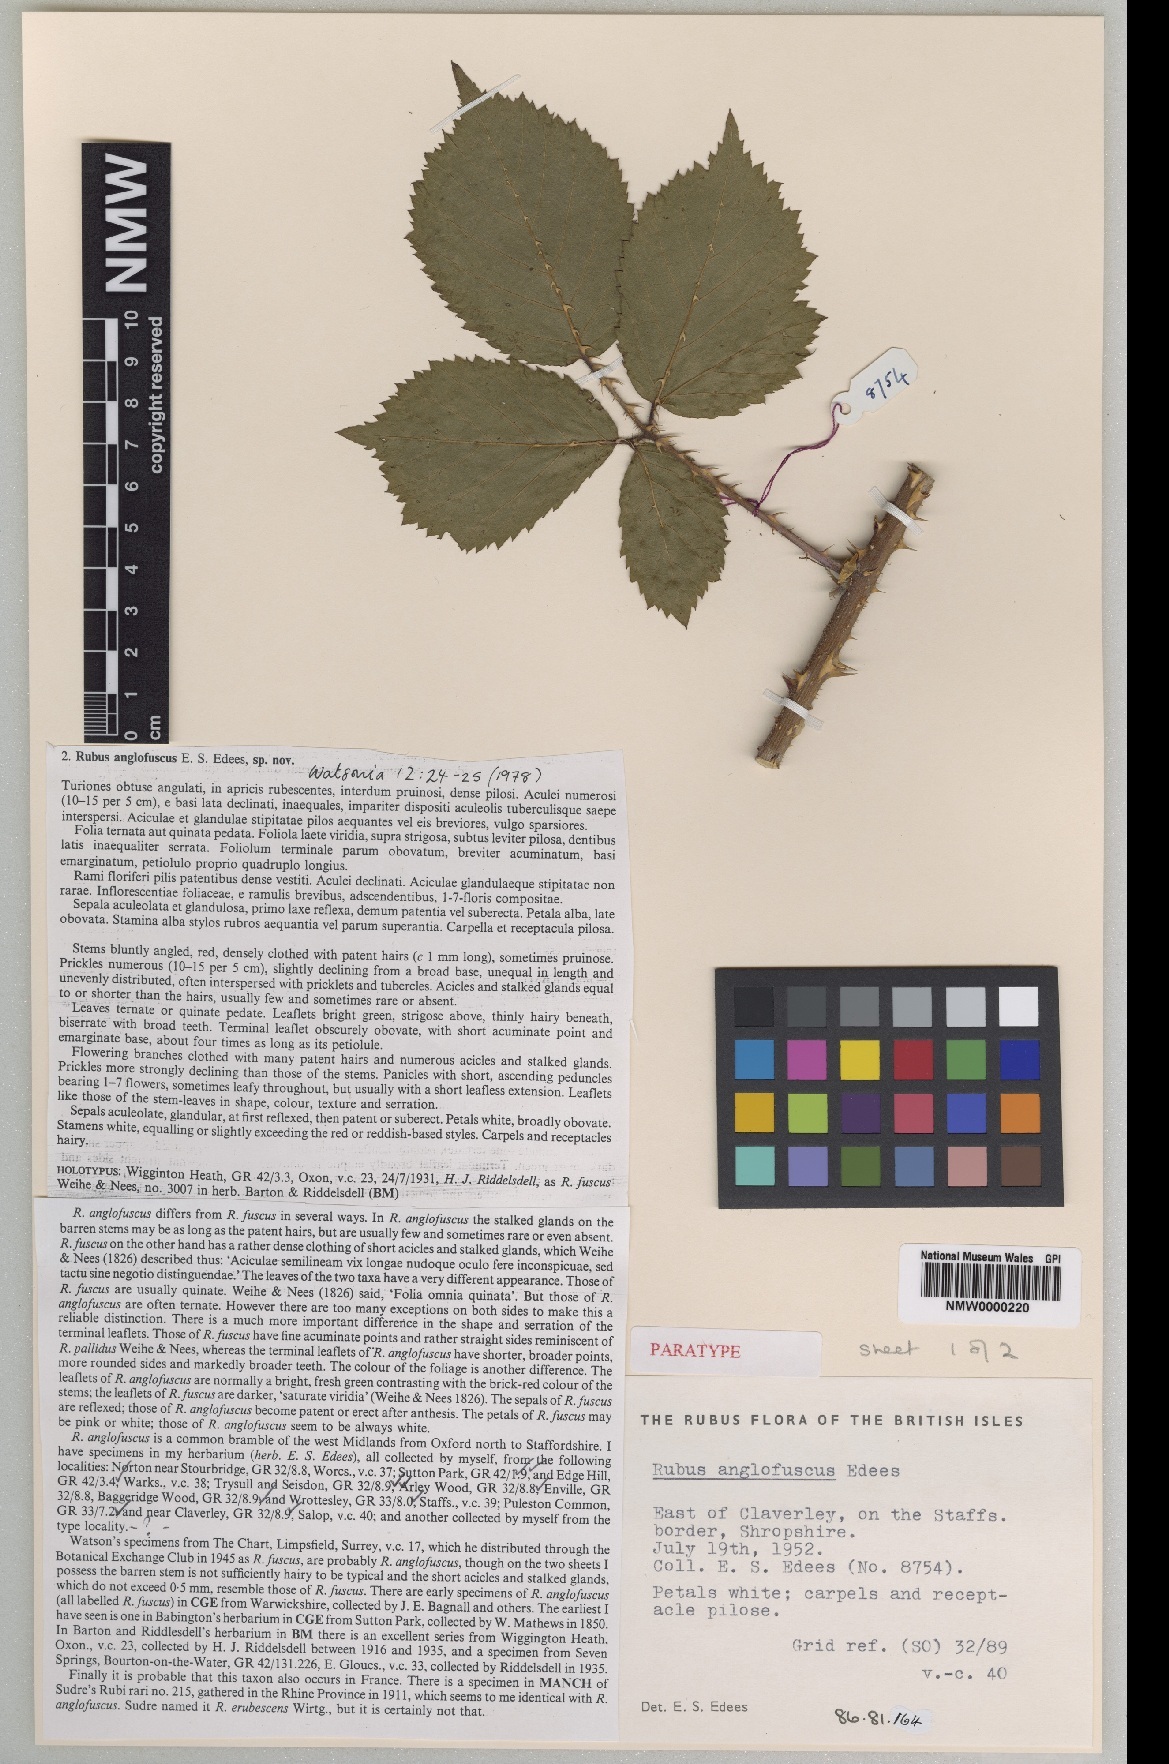 NMW
copyright reserved
10
9
8
7
6
5
4
3
2
1
0
cm
8754
2. Rubus anglofuscus E. S. Edees, sp. nov.
Watsonia 12:24-25 (1978)
Turiones obtuse angulati, in apricis rubescentes, interdum pruinosi, dense pilosi. Aculei numerosi
(10–15 per 5 cm), e basi lata declinati, inaequales, impariter dispositi aculeolis tuberculisque saepe
interspersi. Aciculae et glandulae stipitatae pilos aequantes vel eis breviores, vulgo sparsiores.
Folia ternata aut quinata pedata. Foliola laete viridia, supra strigosa, subtus leviter pilosa, dentibus
latis inaequaliter serrata. Foliolum terminale parum obovatum, breviter acuminatum, basi
emarginatum, petiolulo proprio quadruplo longius.
Rami floriferi pilis patentibus dense vestiti. Aculei declinati. Aciculae glandulaeque stipitatae non
rarae. Inflorescentiae foliaceae, e ramulis brevibus, adscendentibus, 1-7-floris compositae.
Sepala aculeolata et glandulosa, primo laxe reflexa, demum patentia vel suberecta. Petala alba, late
obovata. Stamina alba stylos rubros aequantia vel parum superantia. Carpella et receptacula pilosa.
Stems bluntly angled, red, densely clothed with patent hairs (c 1 mm long), sometimes pruinose.
Prickles numerous (10–15 per 5 cm), slightly declining from a broad base, unequal in length and
unevenly distributed, often interspersed with pricklets and tubercles. Acicles and stalked glands equal
to or shorter than the hairs, usually few and sometimes rare or absent.
Leaves ternate or quinate pedate. Leaflets bright green, strigose above, thinly hairy beneath,
biserrate with broad teeth. Terminal leaflet obscurely obovate, with short acuminate point and
emarginate base, about four times as long as its petiolule.
Flowering branches clothed with many patent hairs and numerous acicles and stalked glands.
Prickles more strongly declining than those of the stems. Panicles with short, ascending peduncles
bearing 1–7 flowers, sometimes leafy throughout, but usually with a short leafless extension. Leaflets
like those of the stem-leaves in shape, colour, texture and serration.
Sepals aculeolate, glandular, at first reflexed, then patent or suberect. Petals white, broadly obovate.
Stamens white, equalling or slightly exceeding the red or reddish-based styles. Carpels and receptacles
hairy.
HOLOTYPUS: Wigginton Heath, GR 42/3.3, Oxon, v.c. 23, 24/7/1931, H. J. Riddelsdell, as R. fuscus
Weihe & Nees, no. 3007 in herb. Barton & Riddelsdell (BM)
R. anglofuscus differs from R. fuscus in several ways. In R. anglofuscus the stalked glands on the
barren stems may be as long as the patent hairs, but are usually few and sometimes rare or even absent.
R. fuscus on the other hand has a rather dense clothing of short acicles and stalked glands, which Weihe
& Nees (1826) described thus: ‘Aciculae semilineam vix longae nudoque oculo fere inconspicuae, sed
tactu sine negotio distinguendae.’ The leaves of the two taxa have a very different appearance. Those of
R. fuscus are usually quinate. Weihe & Nees (1826) said, ‘Folia omnia quinata’. But those of R.
anglofuscus are often ternate. However there are too many exceptions on both sides to make this a
reliable distinction. There is a much more important difference in the shape and serration of the
terminal leaflets. Those of R. fuscus have fine acuminate points and rather straight sides reminiscent of
R. pallidus Weihe & Nees, whereas the terminal leaflets of R. anglofuscus have shorter, broader points,
more rounded sides and markedly broader teeth. The colour of the foliage is another difference. The
leaflets of R. anglofuscus are normally a bright, fresh green contrasting with the brick-red colour of the
stems; the leaflets of R. fuscus are darker, ‘saturate viridia’ (Weihe & Nees 1826). The sepals of R. fuscus
are reflexed; those of R. anglofuscus become patent or erect after anthesis. The petals of R. fuscus may
be pink or white; those of R. anglofuscus seem to be always white.
R. anglofuscus is a common bramble of the west Midlands from Oxford north to Staffordshire. I
have specimens in my herbarium (herb. E. S. Edees), all collected by myself, from the following
localities: Norton near Stourbridge, GR 32/8.8, Worcs., v.c. 37; Sutton Park, GR 42/1.9, and Edge Hill,
GR 42/3.4, Warks., v.c. 38; Trysull and Seisdon, GR 32/8.9, Arley Wood, GR 32/8.8, Enville, GR
32/8.8, Baggeridge Wood, GR 32/8.9, and Wrottesley, GR 33/8.0, Staffs., v.c. 39; Puleston Common,
GR 33/7.2, and near Claverley, GR 32/8.9, Salop, v.c. 40; and another collected by myself from the
type locality. – ? –
Watson's specimens from The Chart, Limpsfield, Surrey, v.c. 17, which he distributed through the
Botanical Exchange Club in 1945 as R. fuscus, are probably R. anglofuscus, though on the two sheets I
possess the barren stem is not sufficiently hairy to be typical and the short acicles and stalked glands,
which do not exceed 0·5 mm, resemble those of R. fuscus. There are early specimens of R. anglofuscus
(all labelled R. fuscus) in CGE from Warwickshire, collected by J. E. Bagnall and others. The earliest I
have seen is one in Babington's herbarium in CGE from Sutton Park, collected by W. Mathews in 1850.
In Barton and Riddlesdell's herbarium in BM there is an excellent series from Wiggington Heath,
Oxon., v.c. 23, collected by H. J. Riddelsdell between 1916 and 1935, and a specimen from Seven
Springs, Bourton-on-the-Water, GR 42/131.226, E. Gloucs., v.c. 33, collected by Riddelsdell in 1935.
Finally it is probable that this taxon also occurs in France. There is a specimen in MANCH of
Sudre's Rubi rari no. 215, gathered in the Rhine Province in 1911, which seems to me identical with R.
anglofuscus. Sudre named it R. erubescens Wirtg., but it is certainly not that.
National Museum Wales GPI
NMW0000220
PARATYPE
Sheet 1 of 2
THE RUBUS FLORA OF THE BRITISH ISLES
Rubus anglofuscus Edees
East of Claverley, on the Staffs.
border, Shropshire.
July 19th, 1952.
Coll. E. S. Edees (No. 8754).
Petals white; carpels and recept-
acle pilose.
Grid ref. (SO) 32/89
v.-c. 40
Det. E. S. Edees
86.81.164